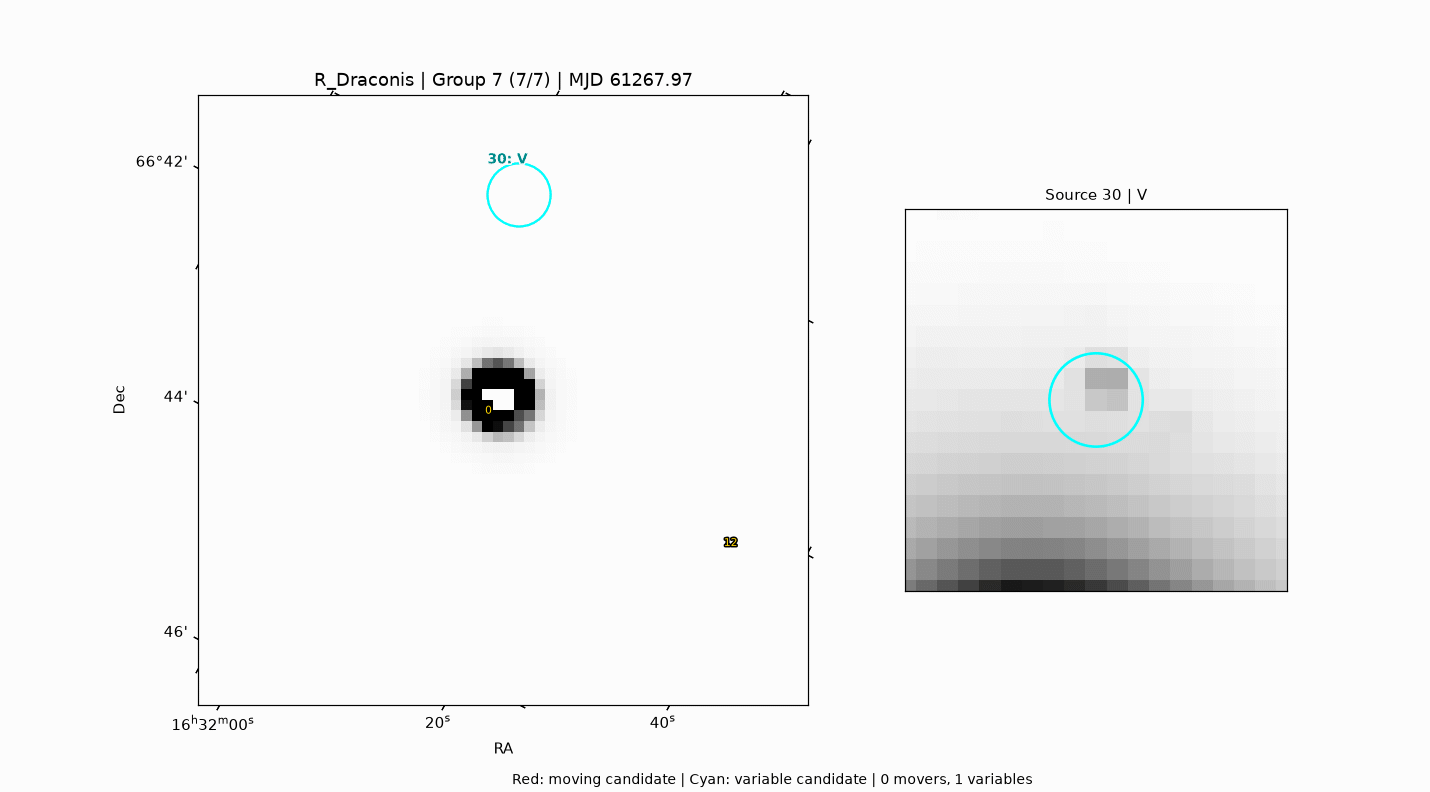 R_Draconis | Group 7 (7/7) | MJD 61267.97
30: V
66°42'
Source 30 | V
Dec
44'
0
12
46'
16ʰ32ᵐ00ˢ
20ˢ
40ˢ
RA
Red: moving candidate | Cyan: variable candidate | 0 movers, 1 variables